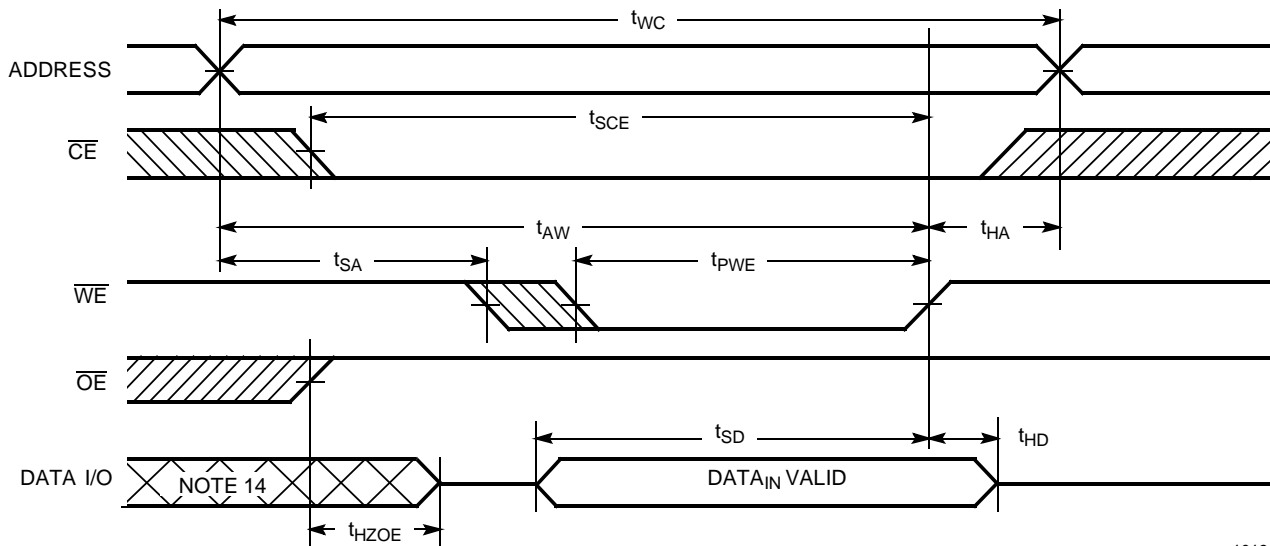 tWC
ADDRESS
tSCE
CE
tAW
tHA
tSA
tPWE
WE
OE
tSD
tHD
DATA I/O
NOTE 14
DATAIN VALID
tHZOE